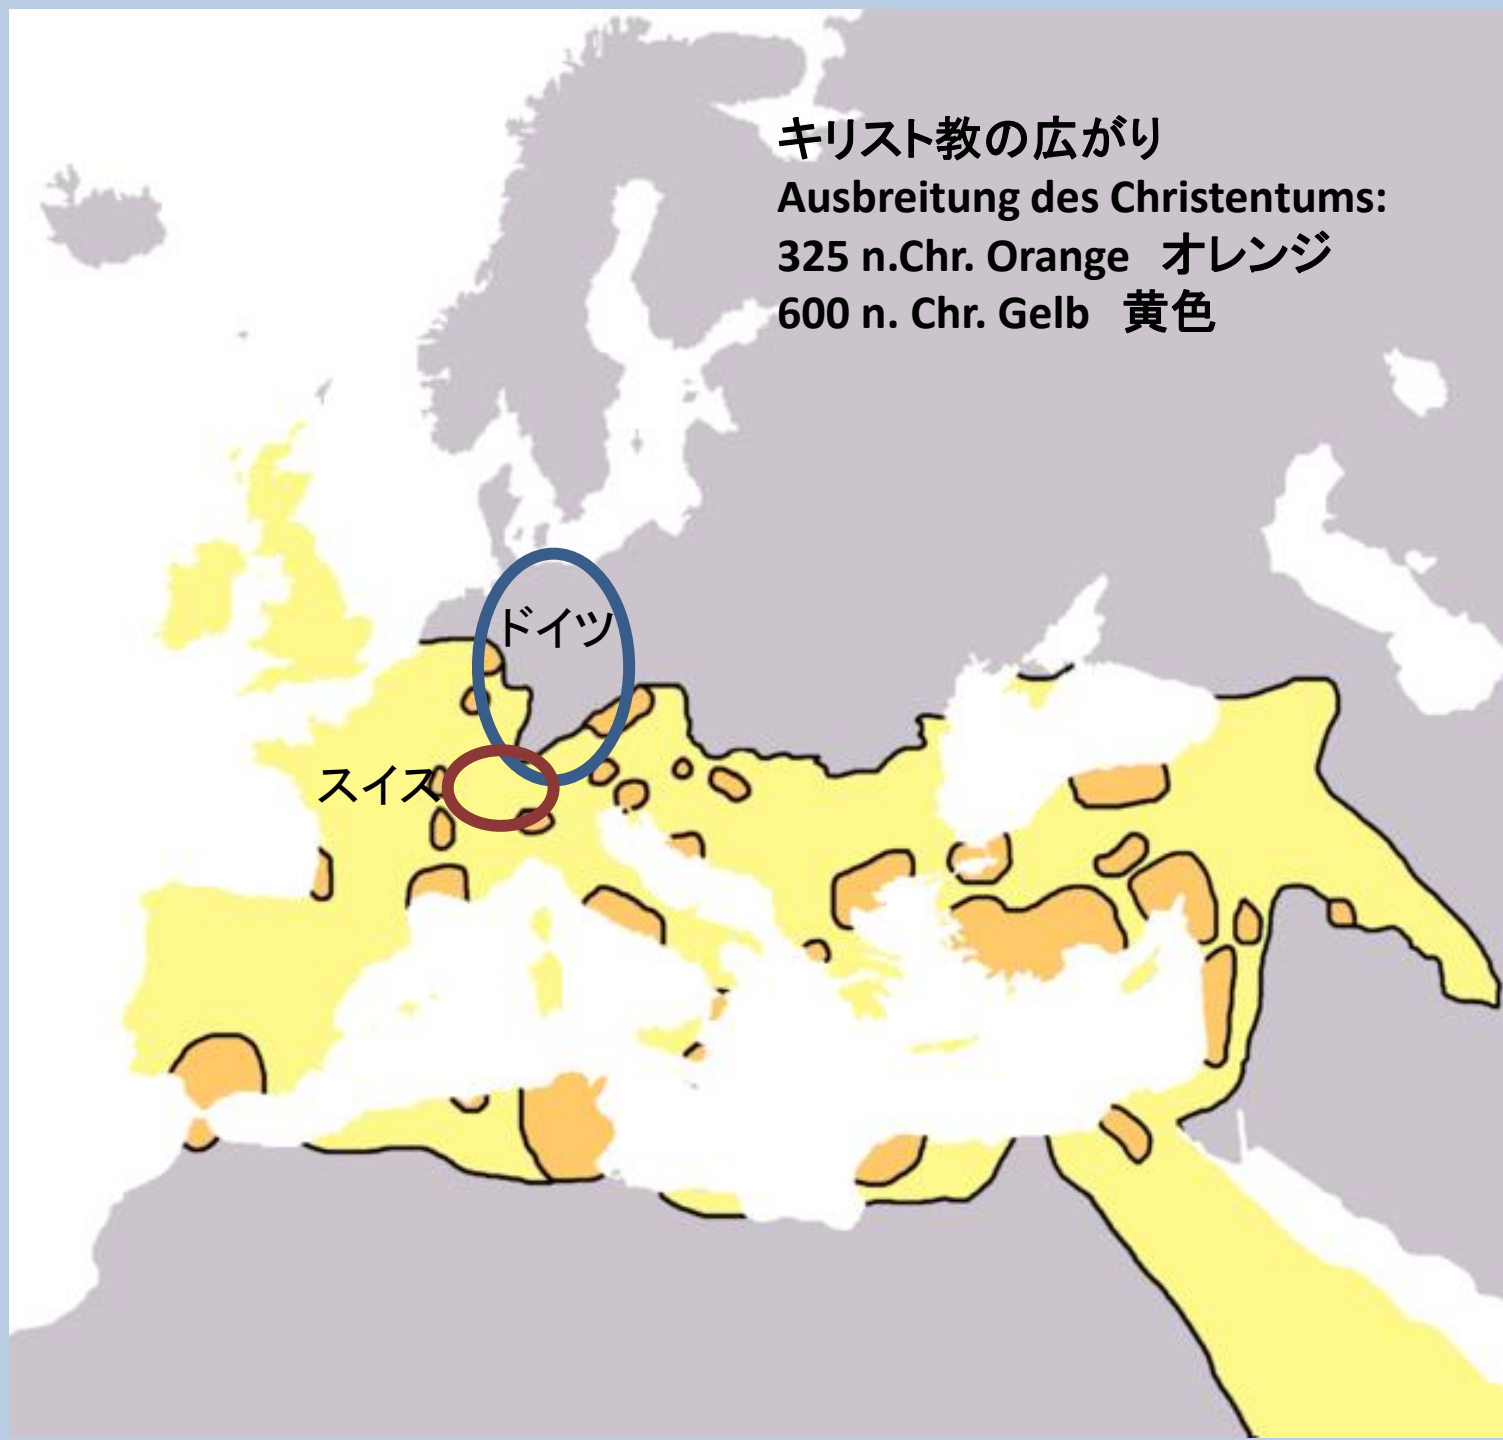 キリスト教の広がり
Ausbreitung des Christentums:
325 n.Chr. Orange オレンジ
600 n. Chr. Gelb 黄色
ドイツ
スイス